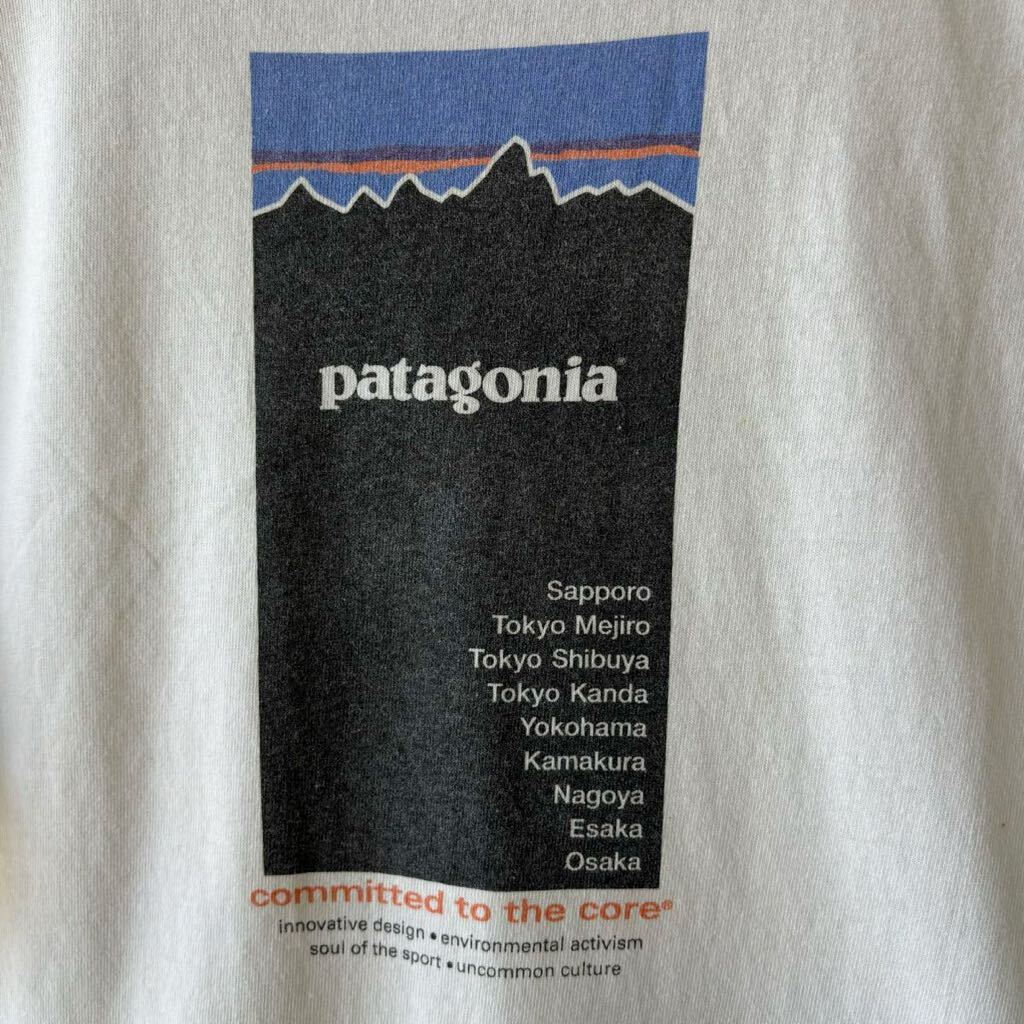 patagonia
Sapporo
Tokyo Mejiro
Tokyo Shibuya
Tokyo Kanda
Yokohama
Kamakura
Nagoya
Esaka
Osaka
committed to the core®
innovative design • environmental activism
soul of the sport • uncommon culture